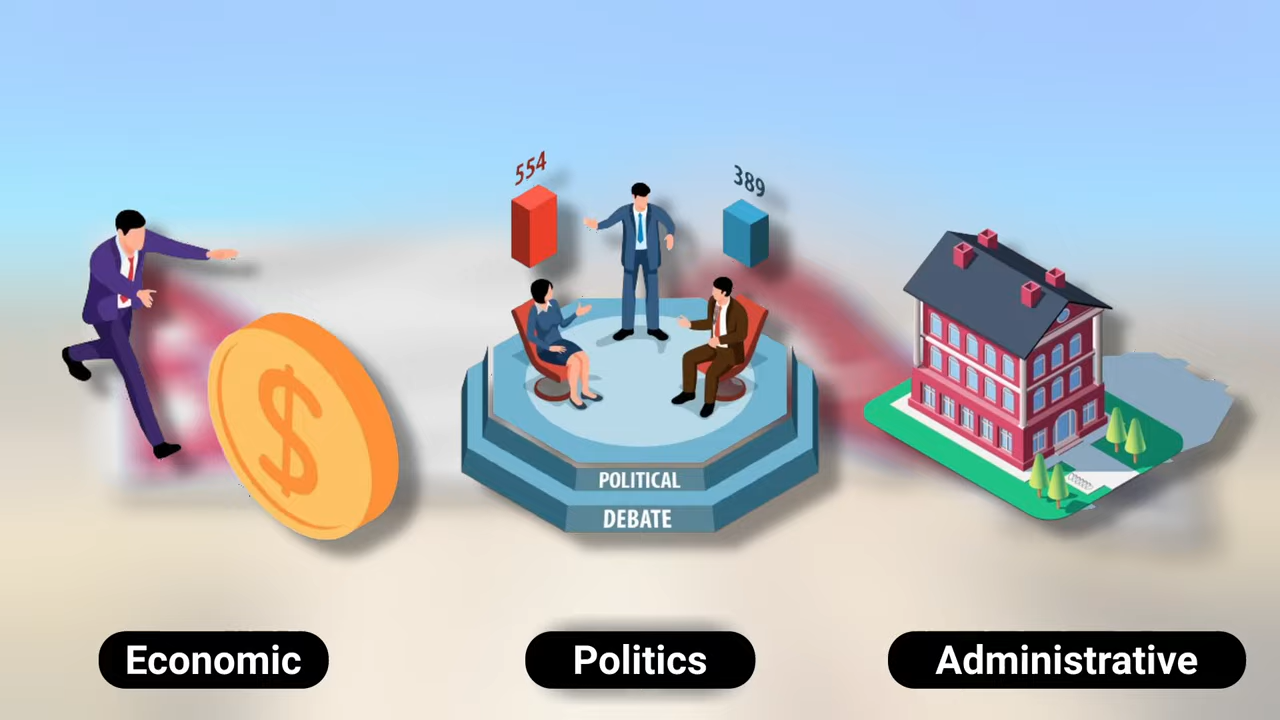 554
389
$
POLITICAL
DEBATE
Economic
Politics
Administrative